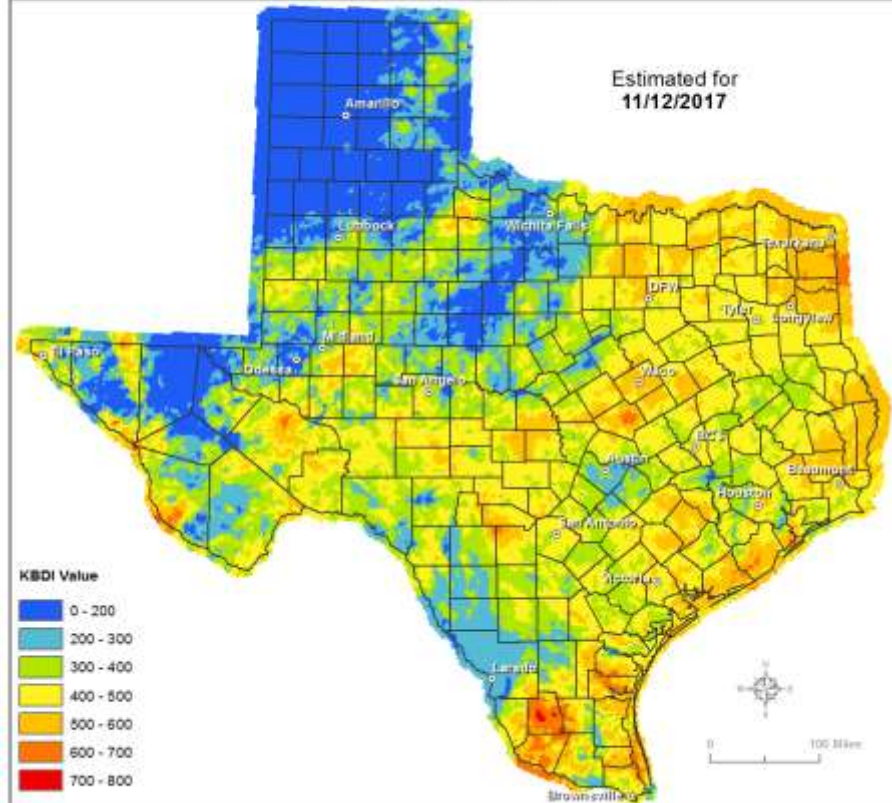 Estimated for
11/12/2017
Amarillo
Lubbock
Wichita Falls
Texarkana
DFW
Tyler
Longview
El Paso
Midland
Odessa
San Angelo
Waco
BCS
Austin
Beaumont
Houston
San Antonio
Victoria
Laredo
Brownsville
KBDI Value
0 - 200
200 - 300
300 - 400
400 - 500
500 - 600
600 - 700
700 - 800
0 100 Miles